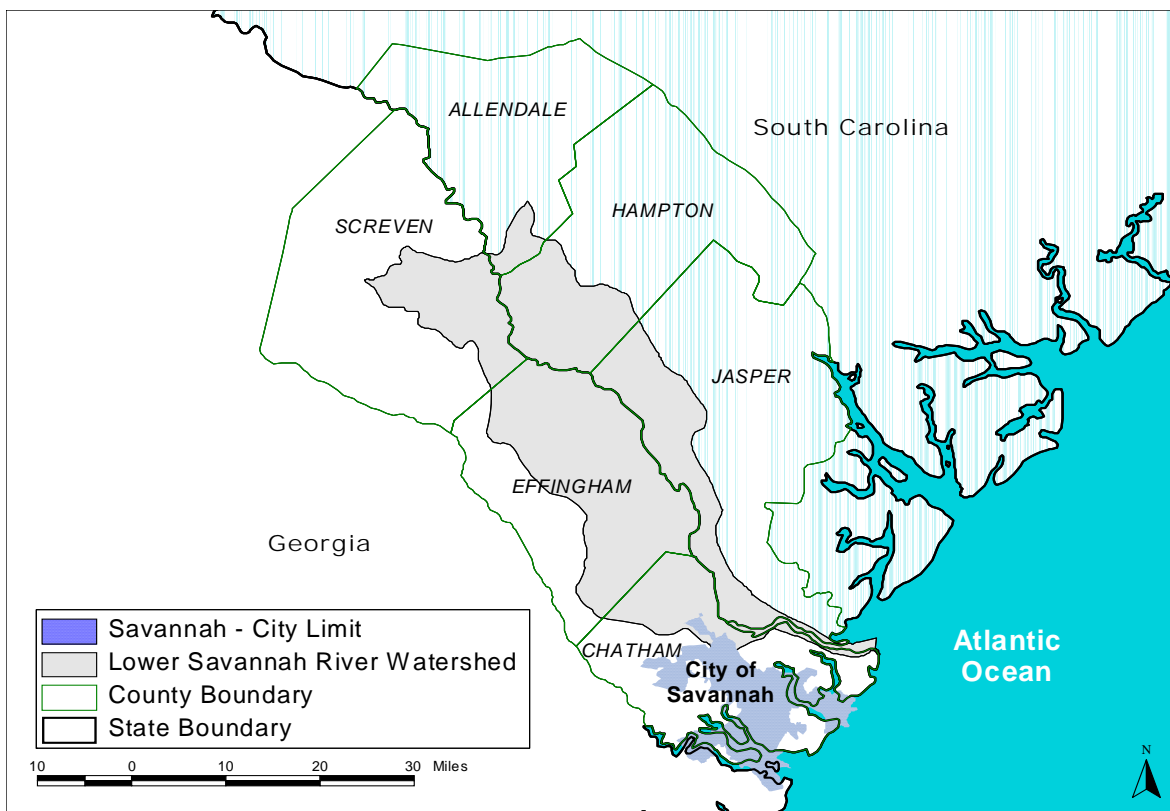 ALLENDALE
South Carolina
SCREVEN
HAMPTON
JASPER
EFFINGHAM
Georgia
Savannah - City Limit
Lower Savannah River Watershed
County Boundary
State Boundary
CHATHAM
City of
Savannah
Atlantic
Ocean
10 0 10 20 30 Miles
N